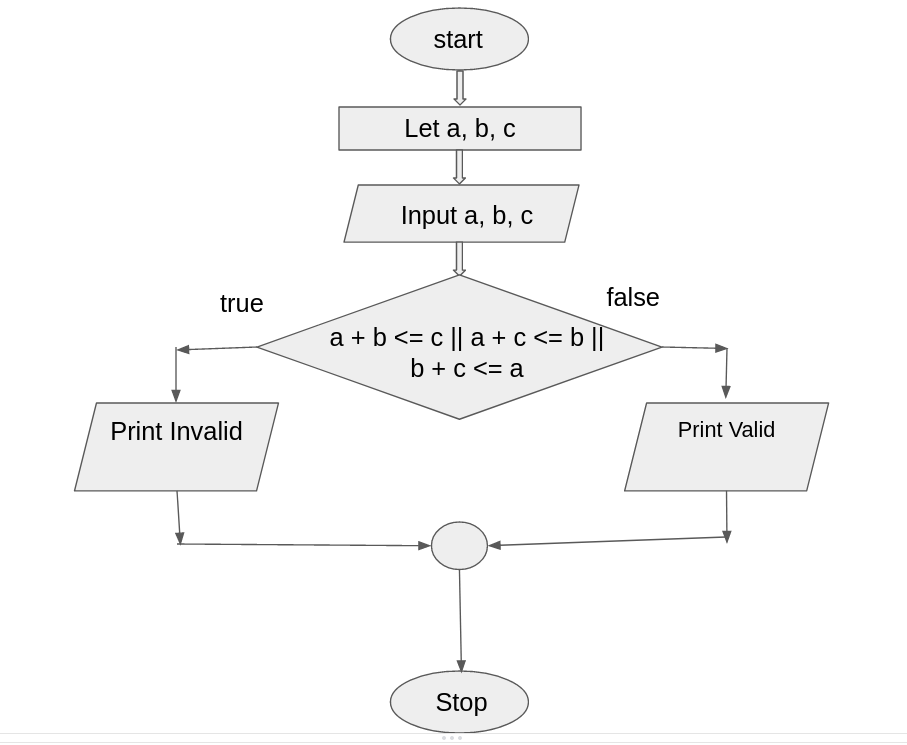 start
Let a, b, c
Input a, b, c
true
false
a + b <= c || a + c <= b ||
b + c <= a
Print Invalid
Print Valid
Stop